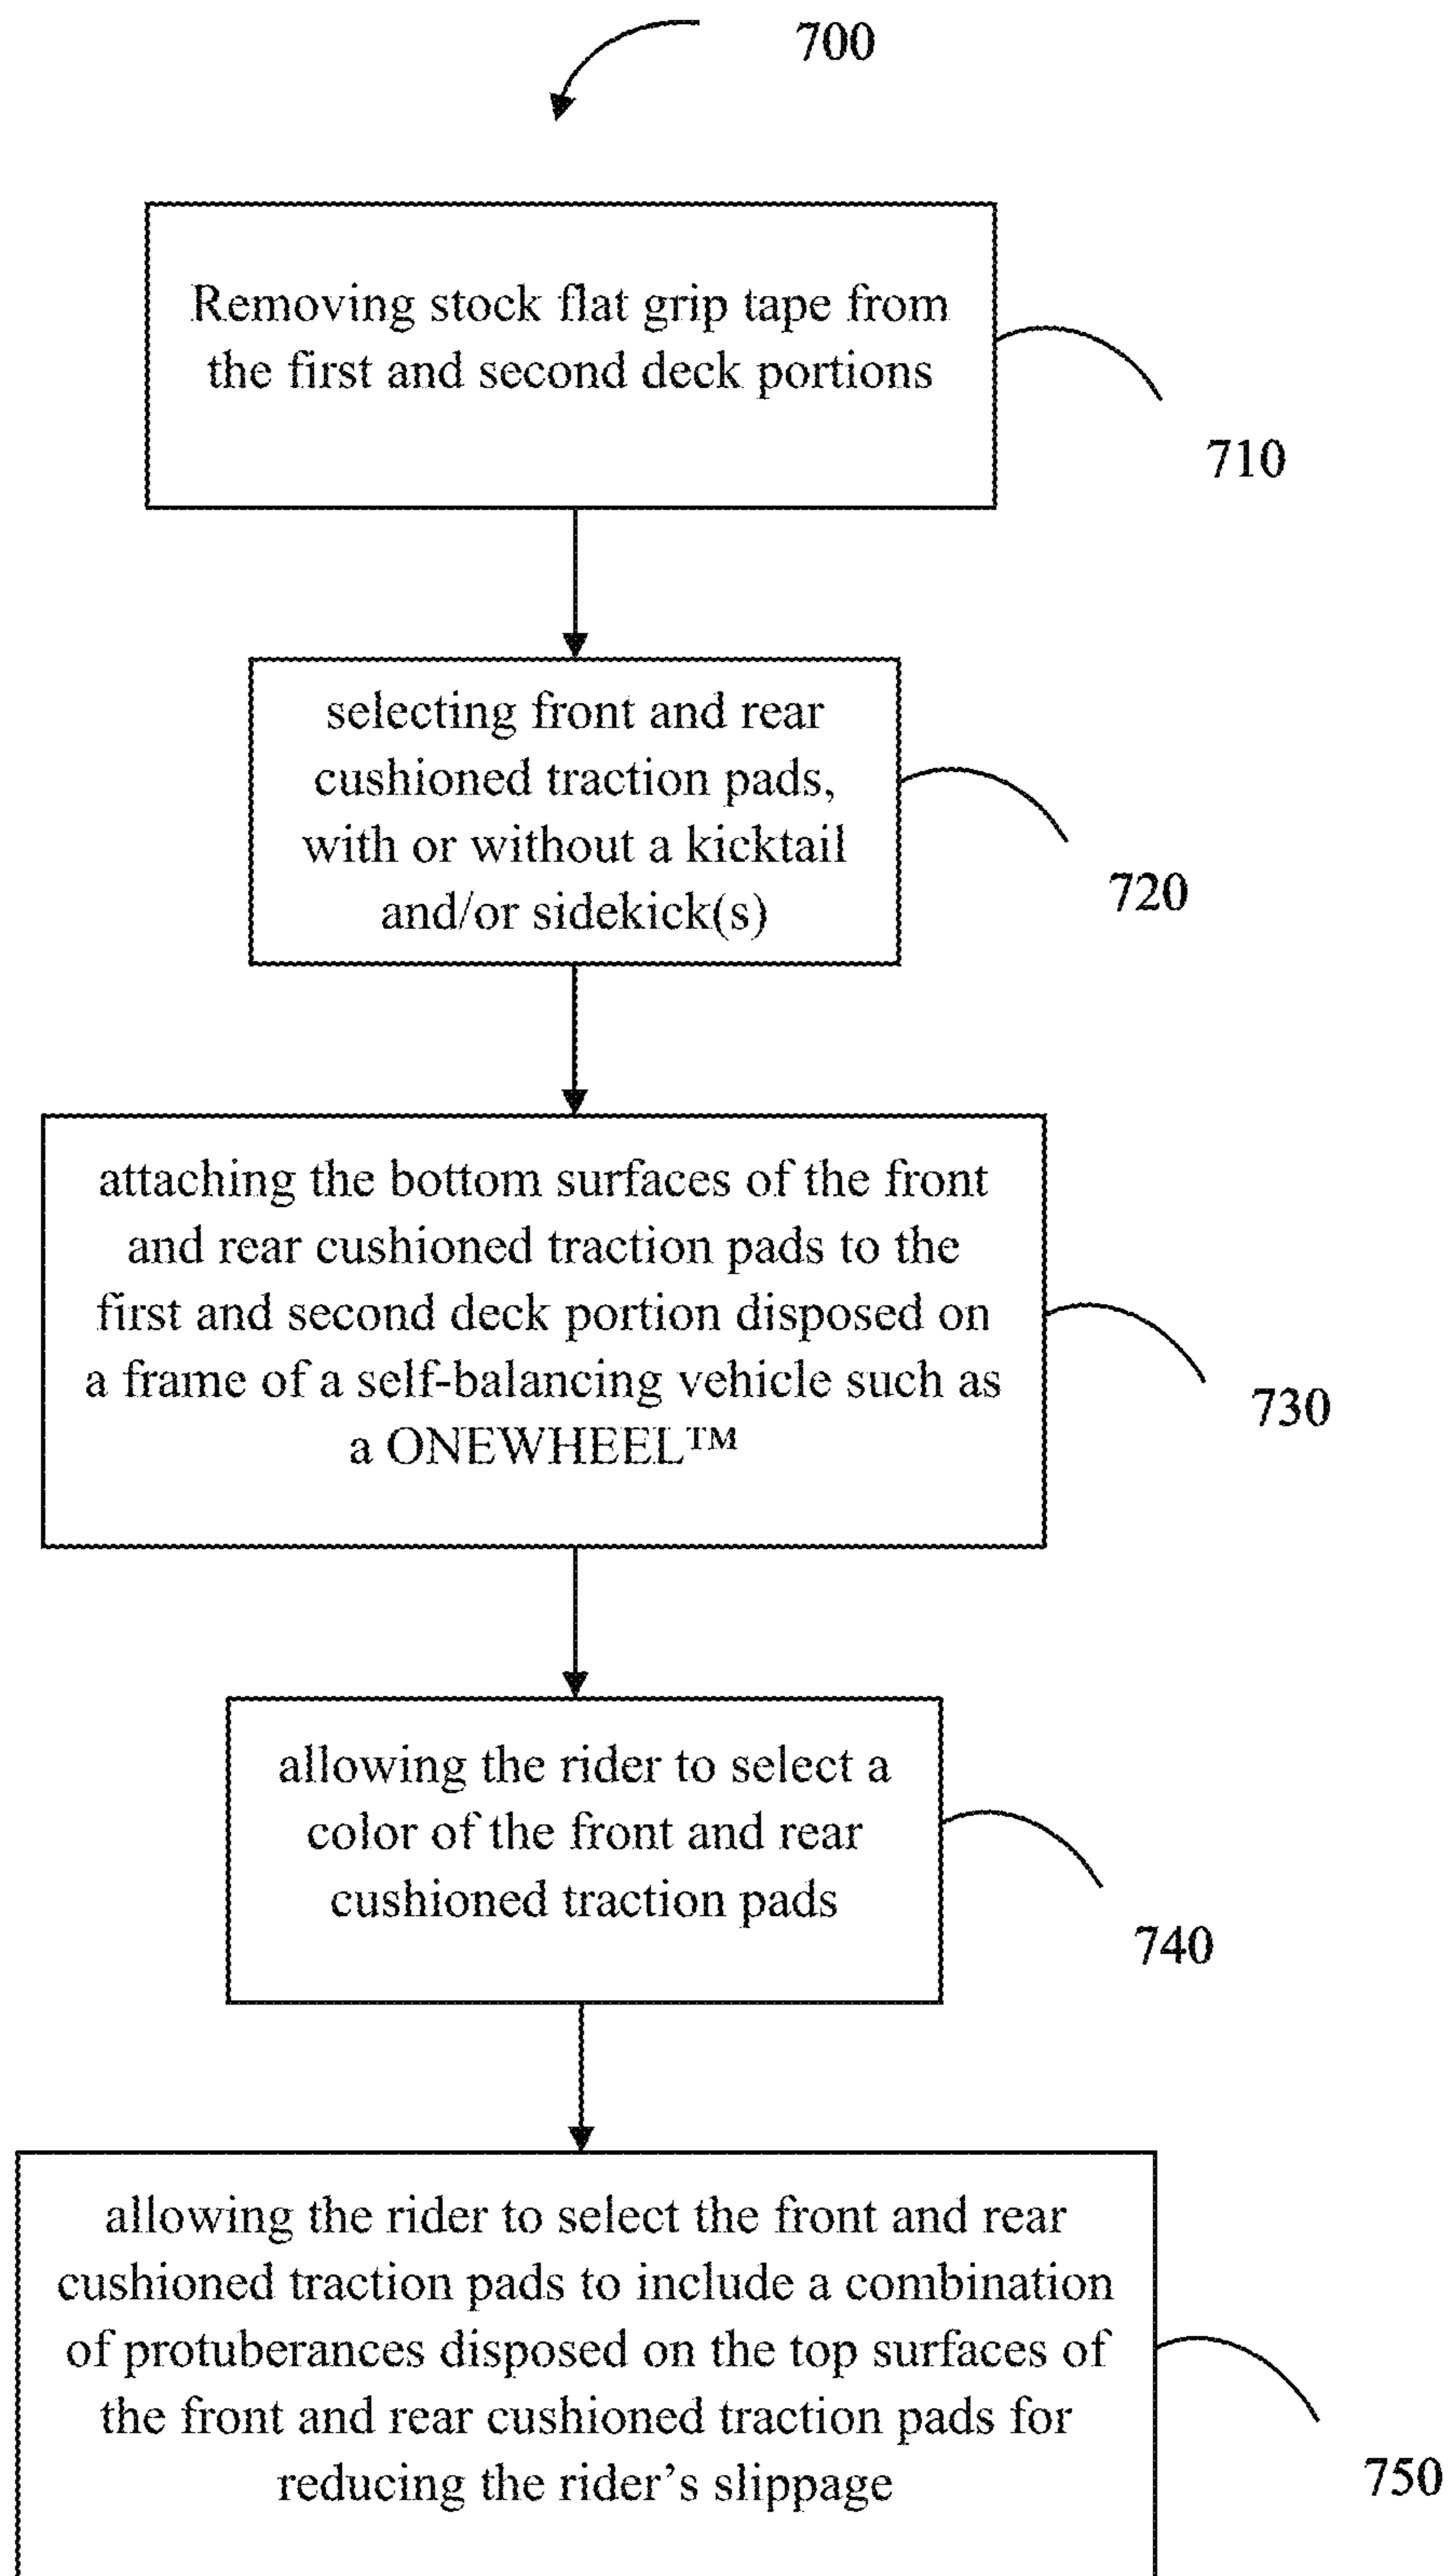 700
Removing stock flat grip tape from
the first and second deck portions
710
selecting front and rear
cushioned traction pads,
with or without a kicktail
and/or sidekick(s)
720
attaching the bottom surfaces of the front
and rear cushioned traction pads to the
first and second deck portion disposed on
a frame of a self-balancing vehicle such as
a ONEWHEEL™
730
allowing the rider to select a
color of the front and rear
cushioned traction pads
740
allowing the rider to select the front and rear
cushioned traction pads to include a combination
of protuberances disposed on the top surfaces of
the front and rear cushioned traction pads for
reducing the rider’s slippage
750